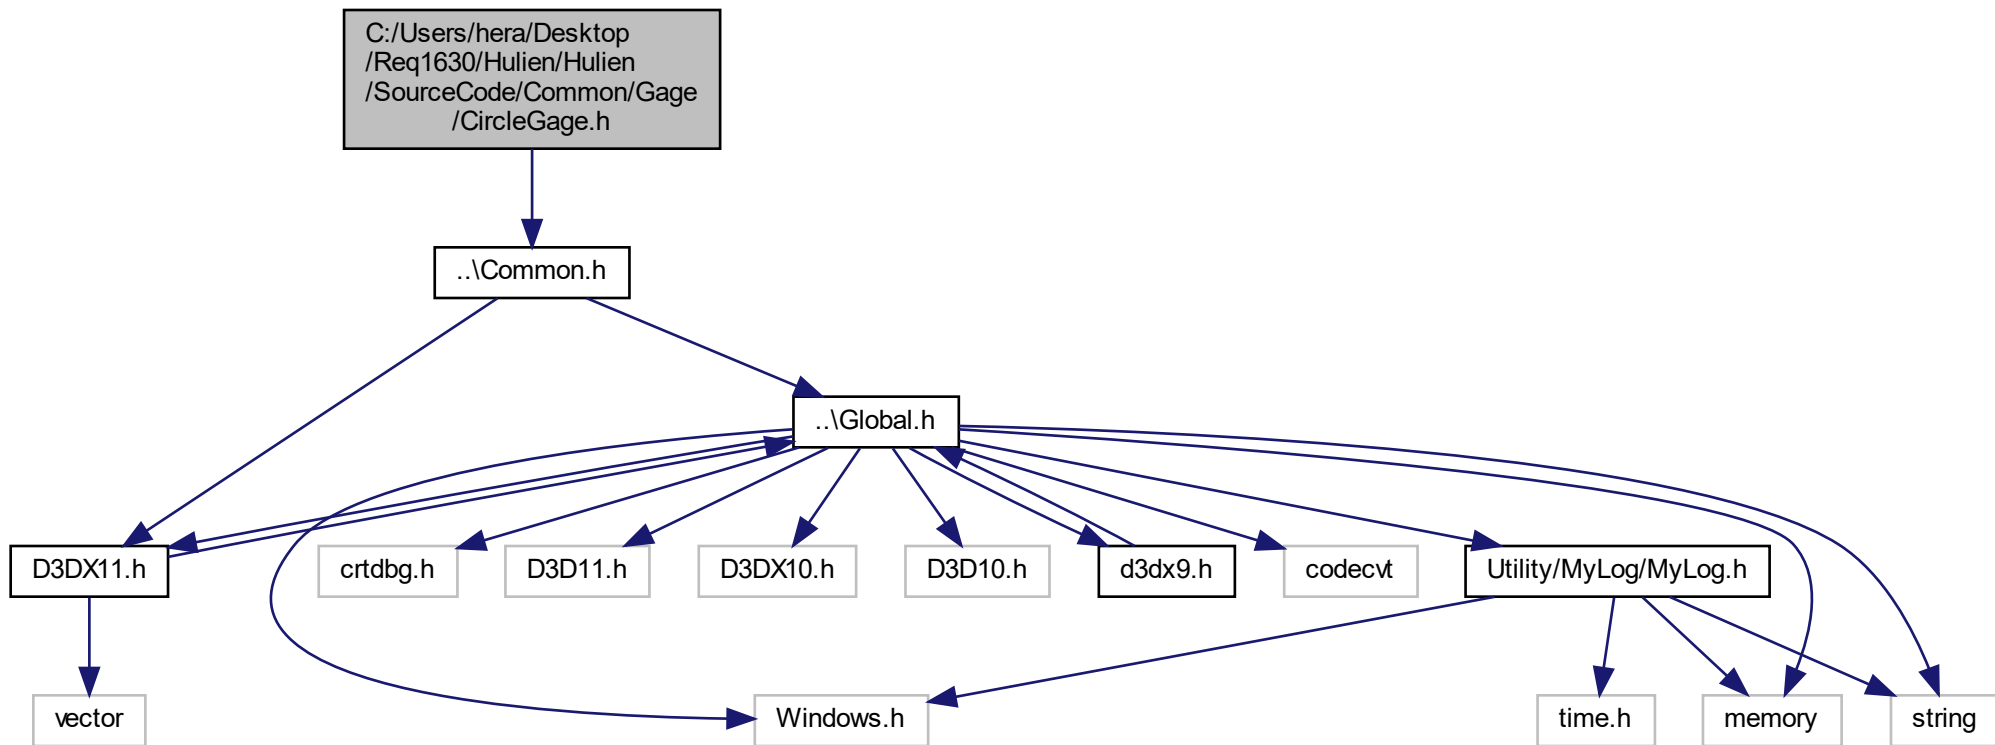 C:/Users/hera/Desktop
/Req1630/Hulien/Hulien
/SourceCode/Common/Gage
/CircleGage.h
..\Common.h
..\Global.h
D3DX11.h
crtdbg.h
D3D11.h
D3DX10.h
D3D10.h
d3dx9.h
codecvt
Utility/MyLog/MyLog.h
vector
Windows.h
time.h
memory
string